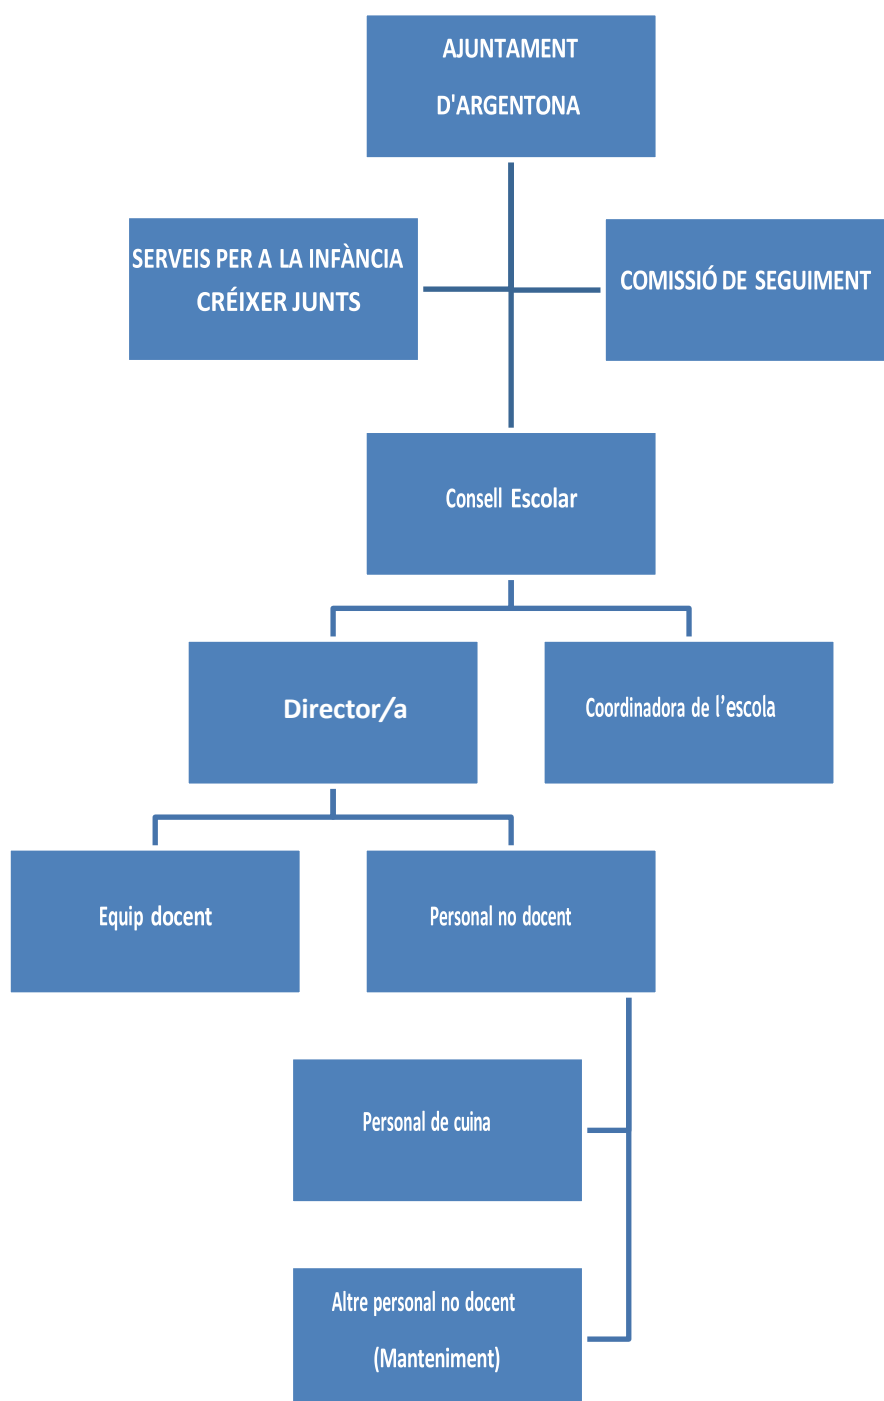 AJUNTAMENT
D'ARGENTONA
SERVEIS PER A LA INFÀNCIA
CRÉIXER JUNTS
COMISSIÓ DE SEGUIMENT
Consell Escolar
Director/a
Coordinadora de l’escola
Equip docent
Personal no docent
Personal de cuina
Altre personal no docent
(Manteniment)